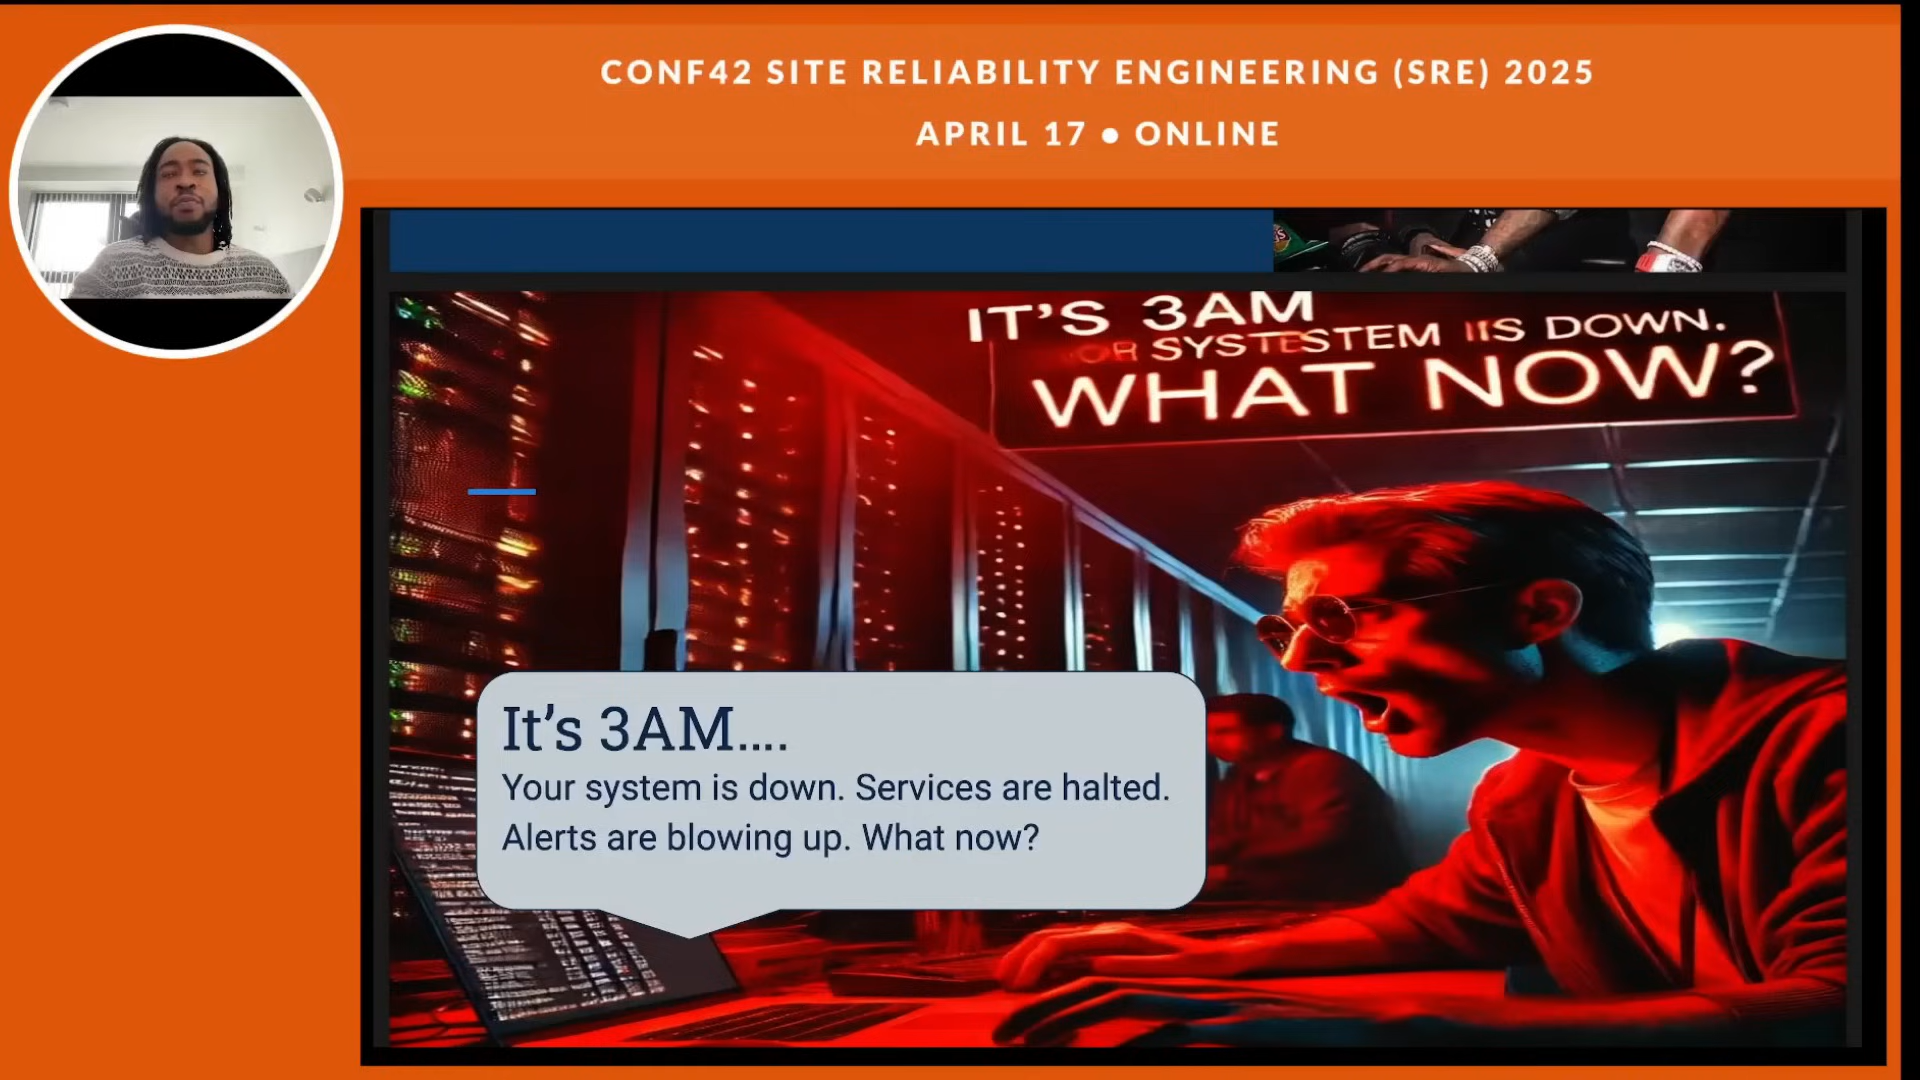 CONF42 SITE RELIABILITY ENGINEERING (SRE) 2025
APRIL 17 ● ONLINE
IT'S 3AM
OR SYSTESTEM IIS DOWN.
WHAT NOW?
It's 3AM....
Your system is down. Services are halted.
Alerts are blowing up. What now?